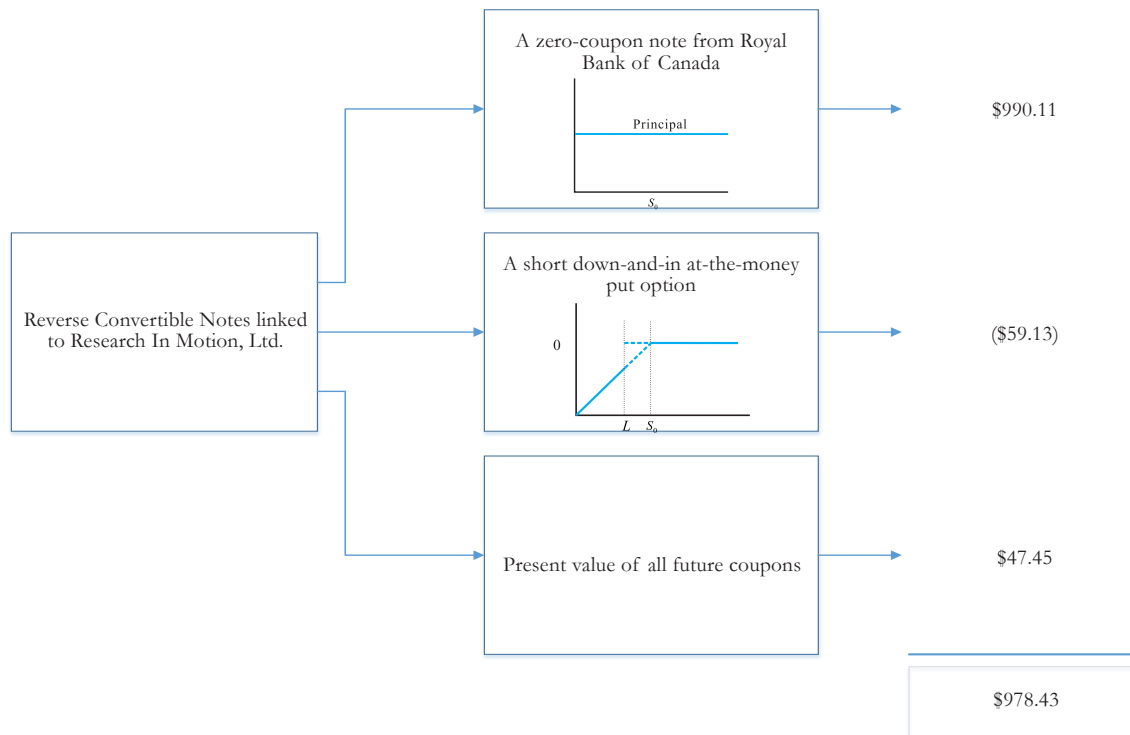 A zero-coupon note from Royal
Bank of Canada
Principal
S₀
$990.11
Reverse Convertible Notes linked
to Research In Motion, Ltd.
A short down-and-in at-the-money
put option
0
L S₀
($59.13)
Present value of all future coupons
$47.45
$978.43